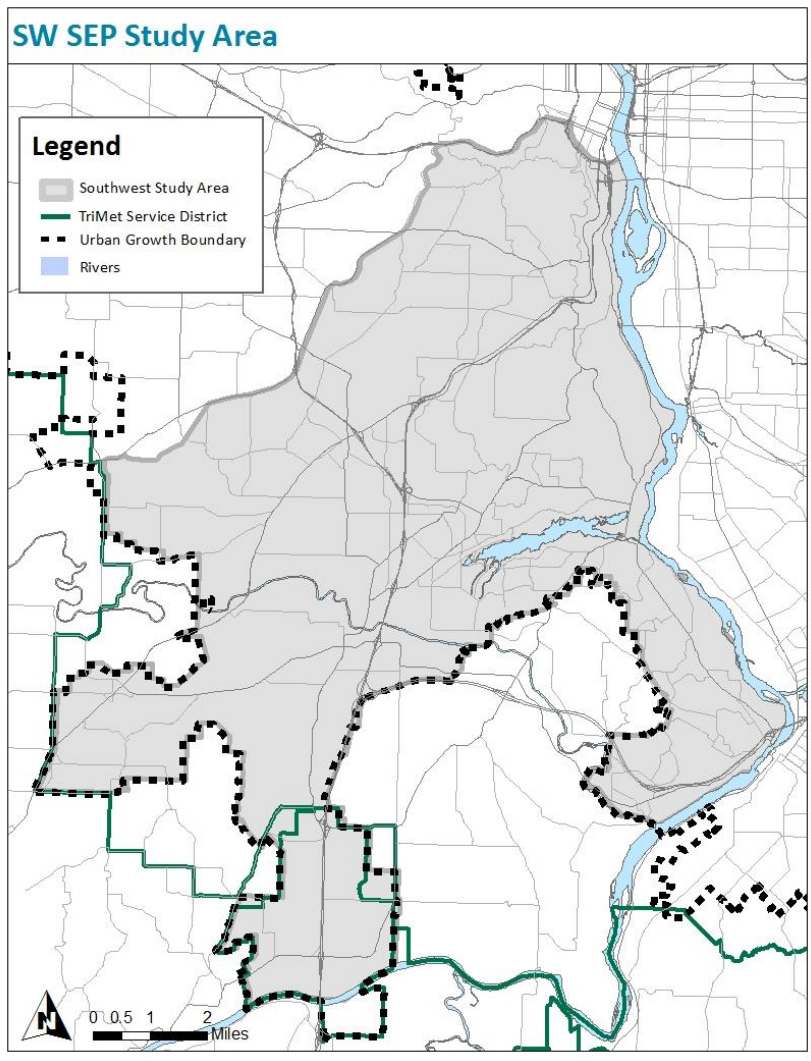 SW SEP Study Area
Legend
Southwest Study Area
TriMet Service District
Urban Growth Boundary
Rivers
N
0 0.5 1 2
Miles